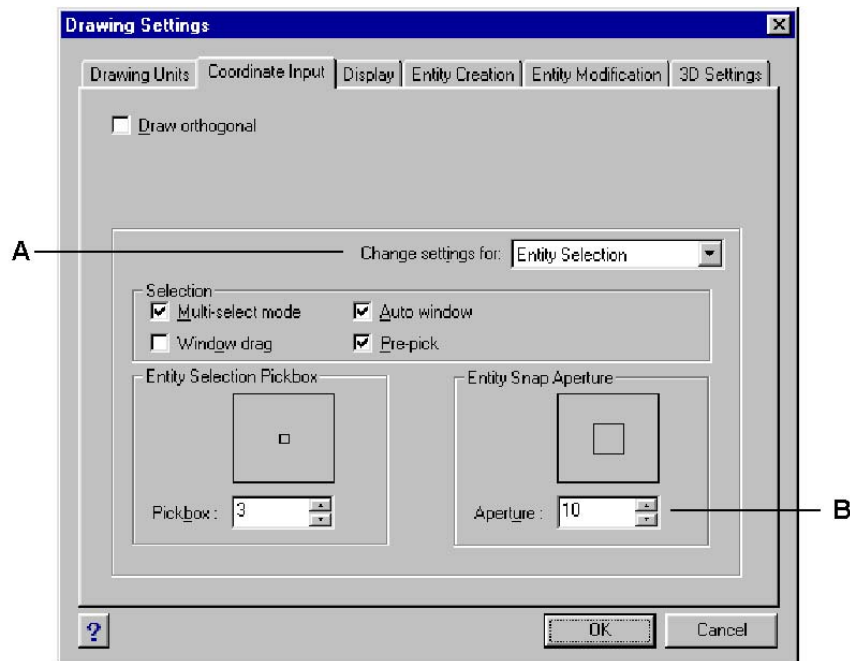 Drawing Settings
Drawing Units Coordinate Input Display Entity Creation Entity Modification 3D Settings
Draw orthogonal
A
Change settings for: Entity Selection
Selection
Multi-select mode Auto window
Window drag Pre-pick
Entity Selection Pickbox Entity Snap Aperture
Pickbox : 3 Aperture : 10
B
? OK Cancel